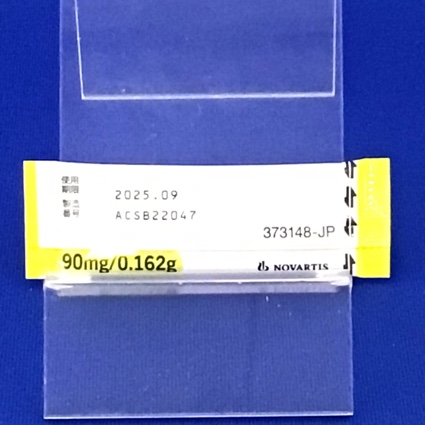 使用
期限
2025.09
製造
番号
ACSB22047
373148-JP
90mg/0.162g
NOVARTIS